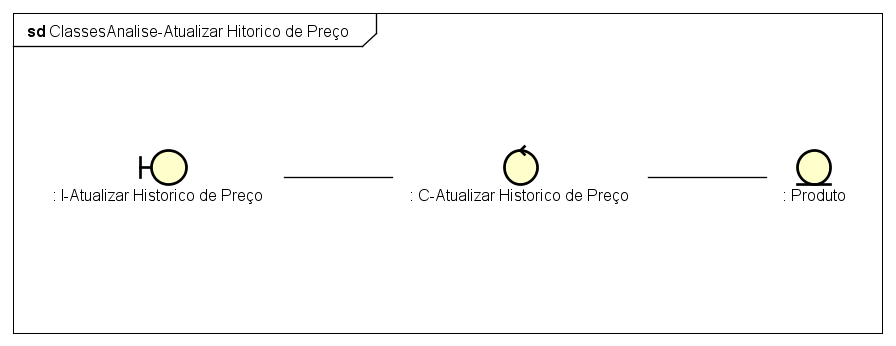 sd ClassesAnalise-Atualizar Hitorico de Preço
: I-Atualizar Historico de Preço
: C-Atualizar Historico de Preço
: Produto